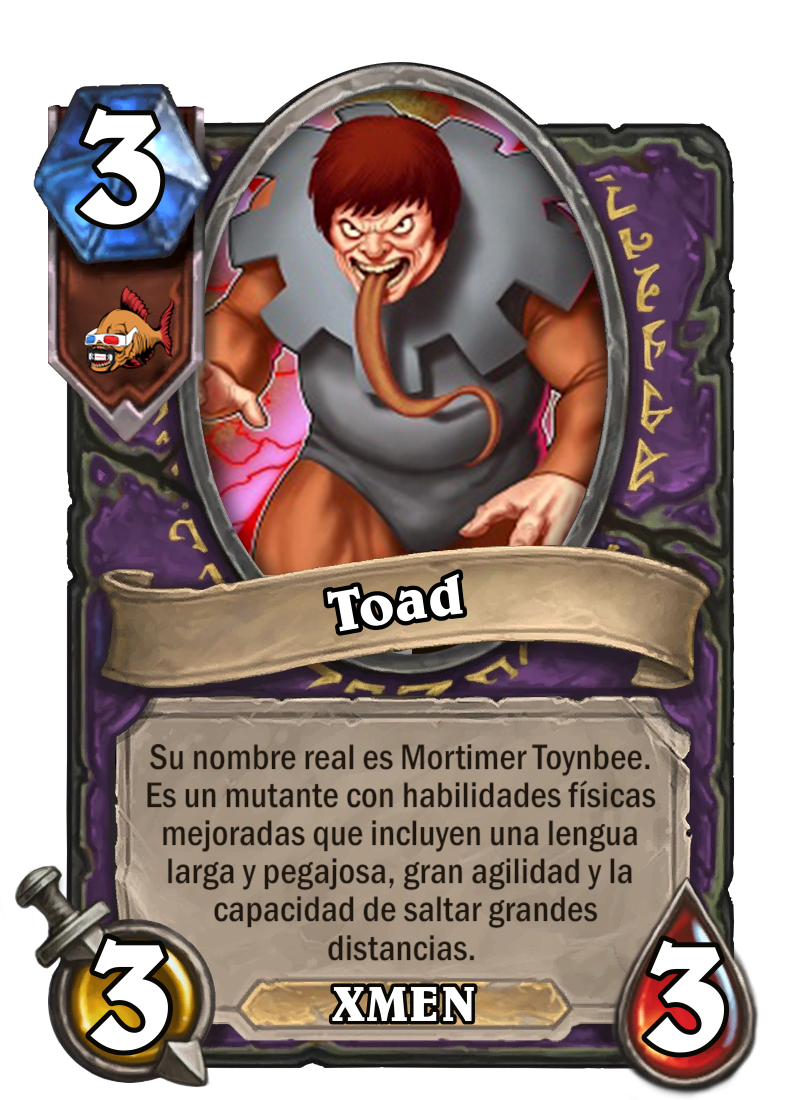 3
Toad
Su nombre real es Mortimer Toynbee.
Es un mutante con habilidades físicas
mejoradas que incluyen una lengua
larga y pegajosa, gran agilidad y la
capacidad de saltar grandes
distancias.
3
XMEN
3